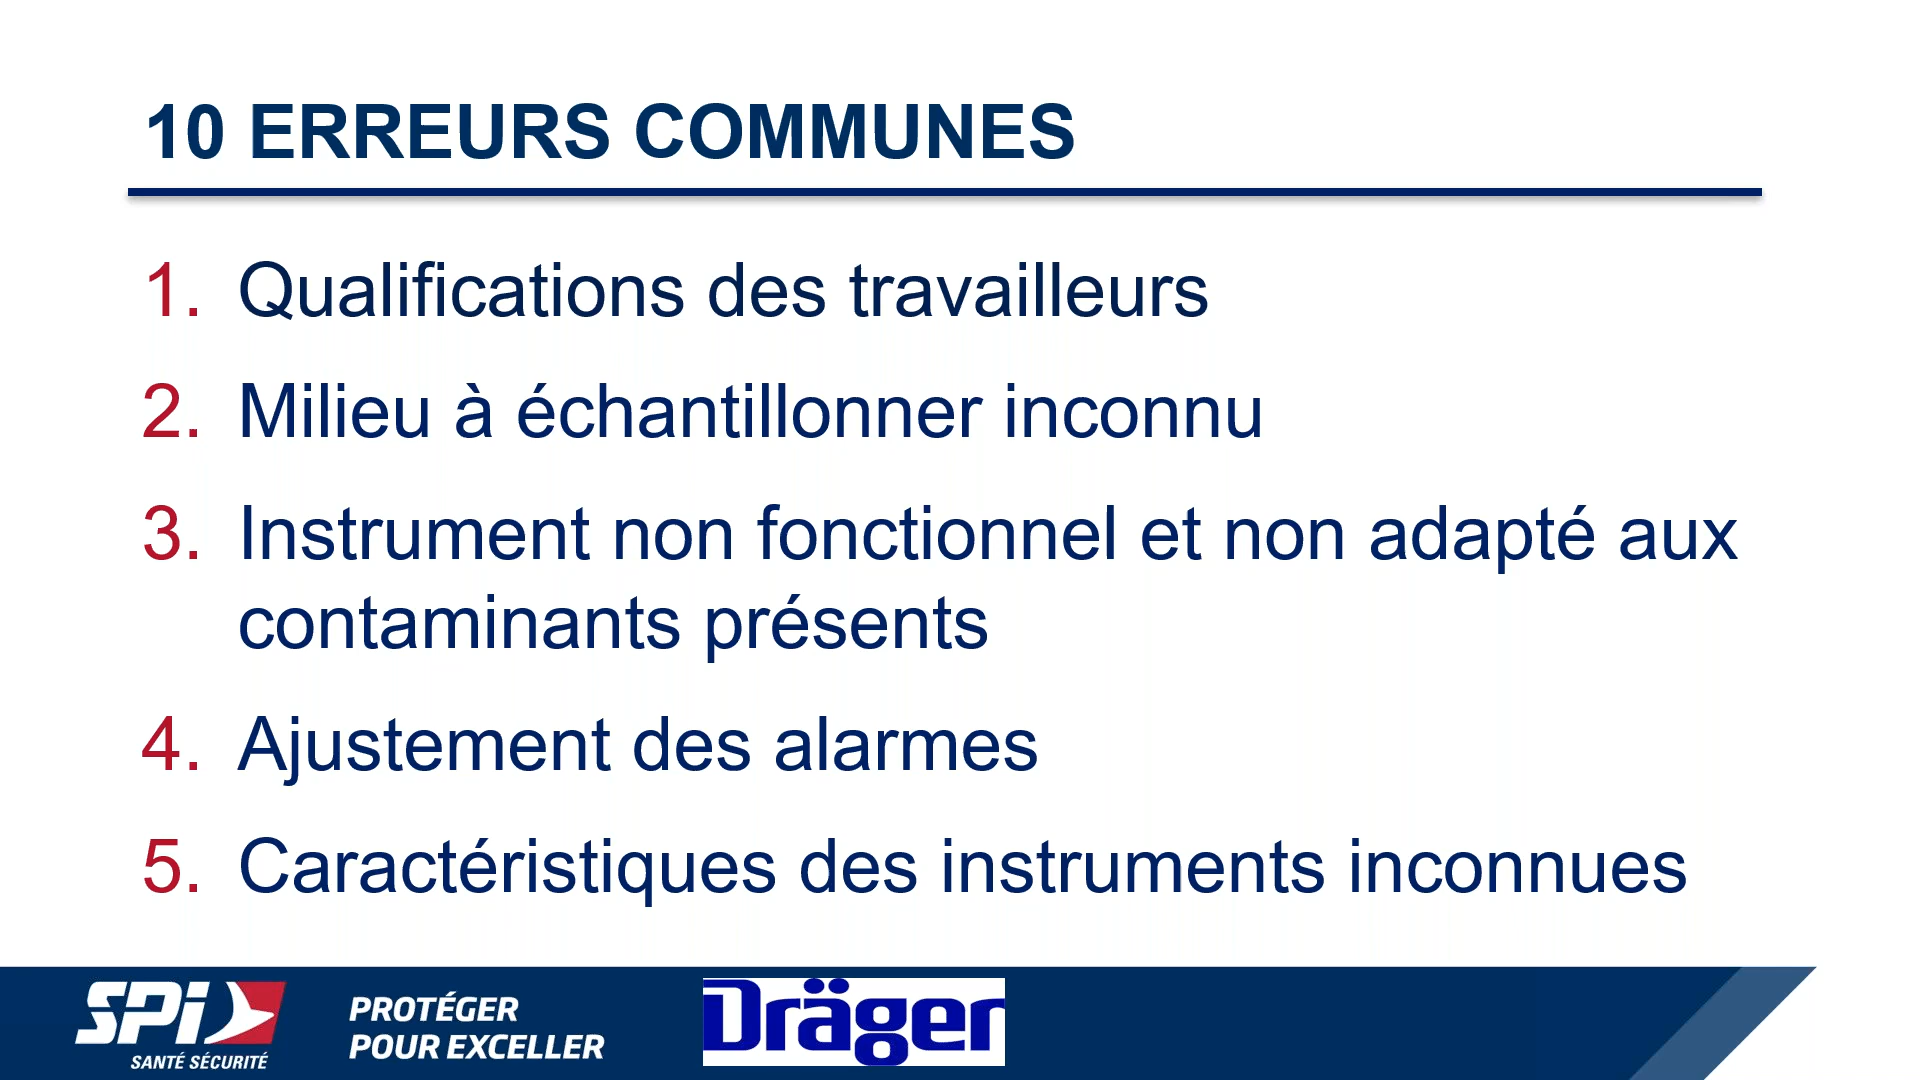 10 ERREURS COMMUNES
1. Qualifications des travailleurs
2. Milieu à échantillonner inconnu
3. Instrument non fonctionnel et non adapté aux
contaminants présents
4. Ajustement des alarmes
5. Caractéristiques des instruments inconnues
SPi
SANTÉ SÉCURITÉ
PROTÉGER
POUR EXCELLER
Dräger